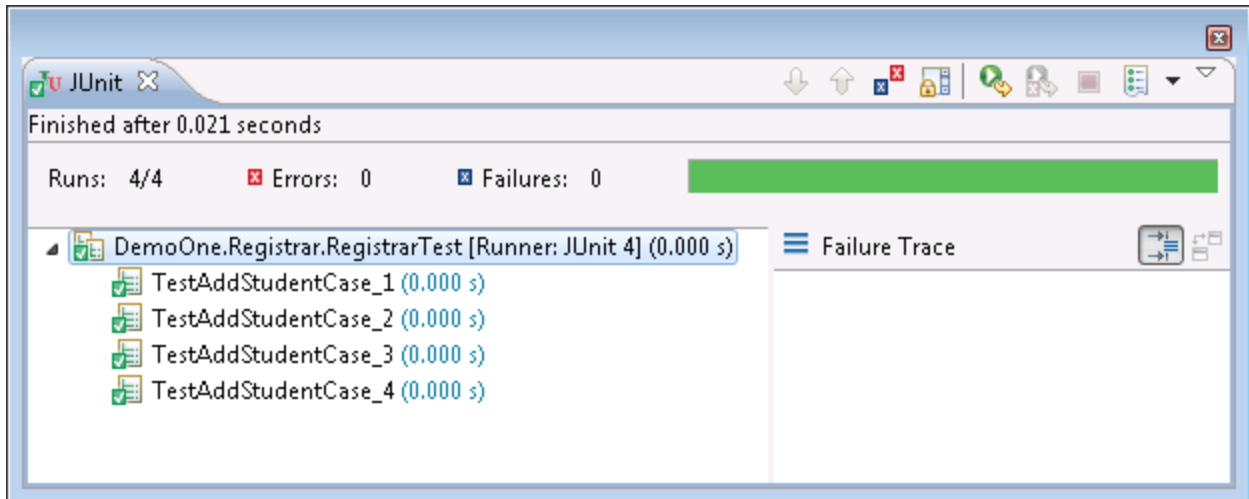 JUnit
Finished after 0.021 seconds
Runs: 4/4 Errors: 0 Failures: 0
DemoOne.Registrar.RegistrarTest [Runner: JUnit 4] (0.000 s)
Failure Trace
TestAddStudentCase_1 (0.000 s)
TestAddStudentCase_2 (0.000 s)
TestAddStudentCase_3 (0.000 s)
TestAddStudentCase_4 (0.000 s)